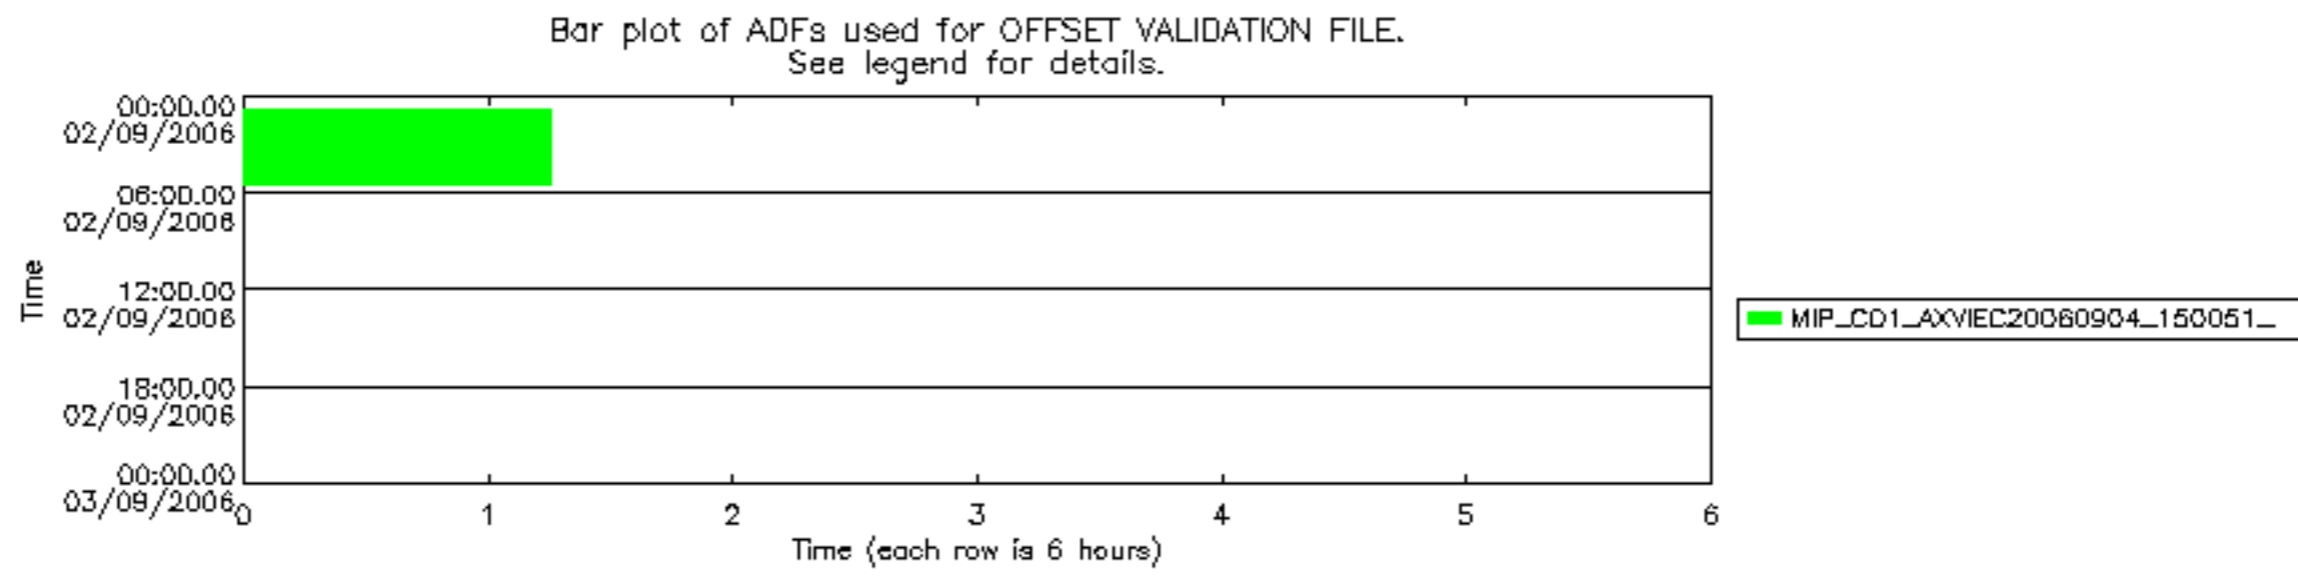 Bar plot of ADFs used for OFFSET VALIDATION FILE.
See legend for details.
00:00.00
02/09/2006
06:00.00
02/09/2006
12:00.00
02/09/2006
18:00.00
02/09/2006
00:00.00
03/09/2006
Time
0 1 2 3 4 5 6
Time (each row is 6 hours)
MIP_CO1_AXVIEC20060904_150051_